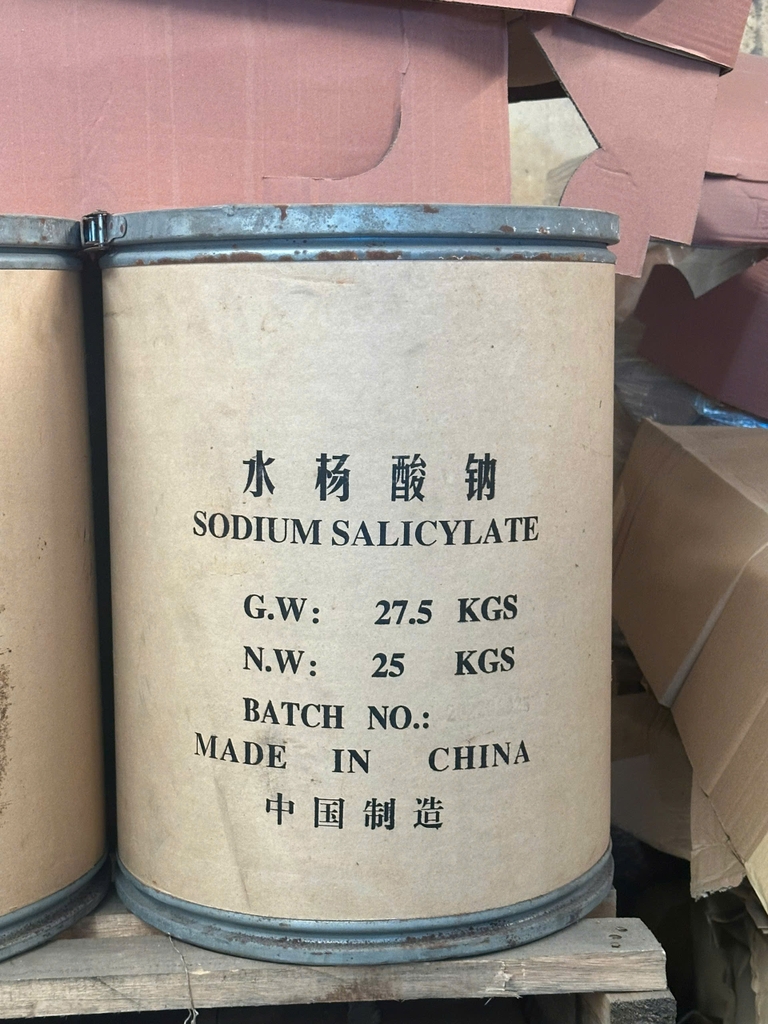 水杨酸钠
SODIUM SALICYLATE
G.W: 27.5 KGS
N.W: 25 KGS
BATCH NO.:
MADE IN CHINA
中国制造